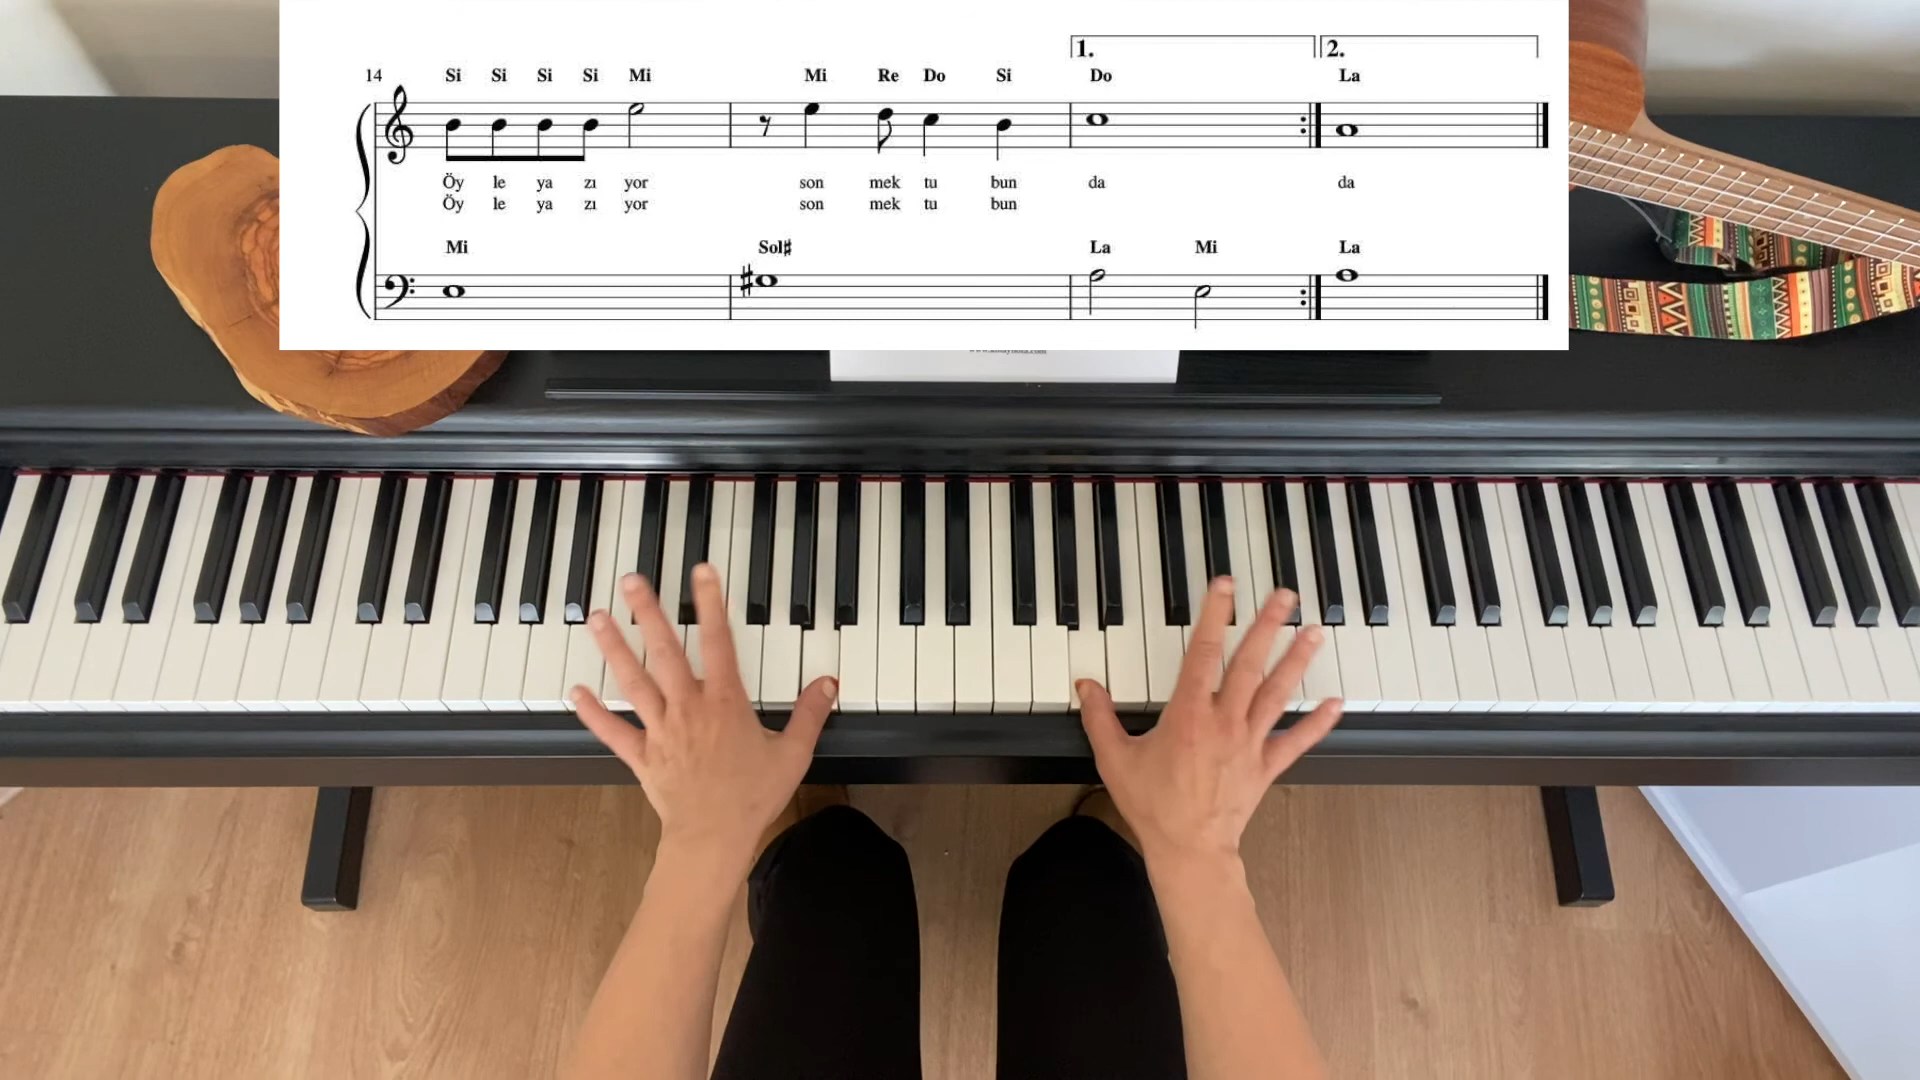 1. 2.
14 Si Si Si Si Mi Mi Re Do Si Do La
Öy le ya zı yor son mek tu bun da da
Öy le ya zı yor son mek tu bun
Mi Sol♯ La Mi La